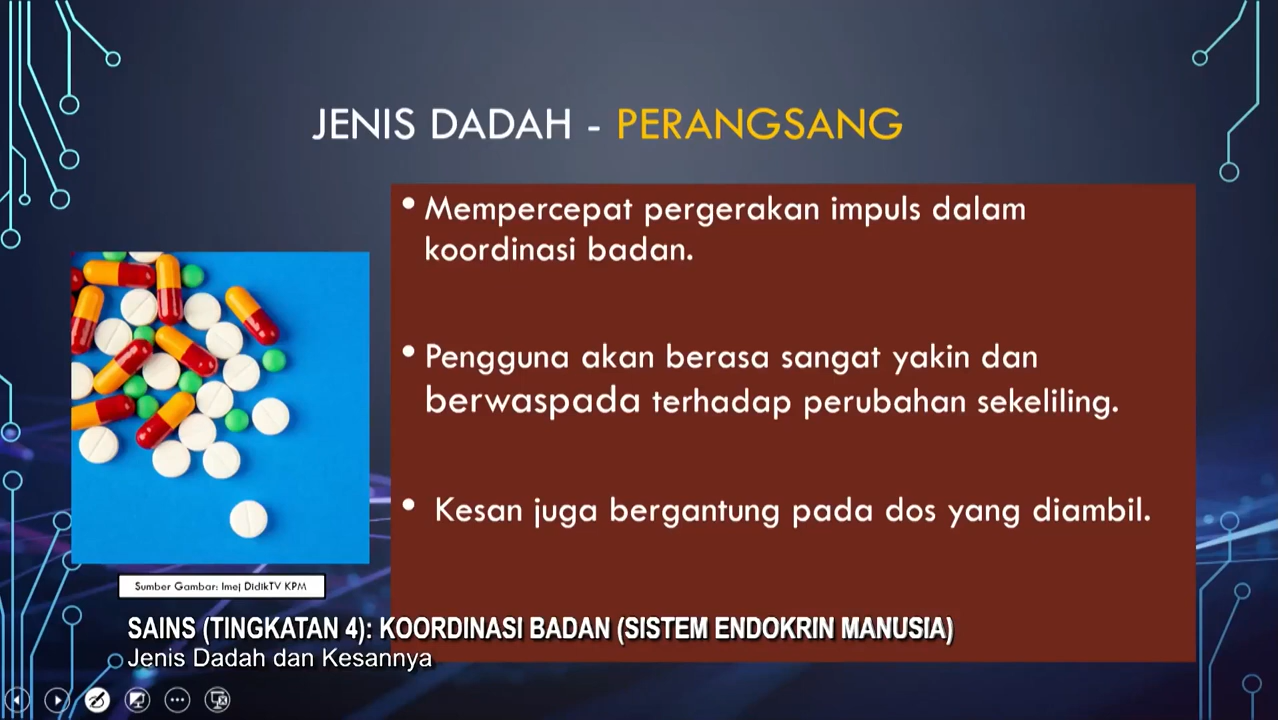 JENIS DADAH - PERANGSANG
• Mempercepat pergerakan impuls dalam
koordinasi badan.
• Pengguna akan berasa sangat yakin dan
berwaspada terhadap perubahan sekeliling.
• Kesan juga bergantung pada dos yang diambil.
Sumber Gambar: Imej DidikTV KPM
SAINS (TINGKATAN 4): KOORDINASI BADAN (SISTEM ENDOKRIN MANUSIA)
Jenis Dadah dan Kesannya